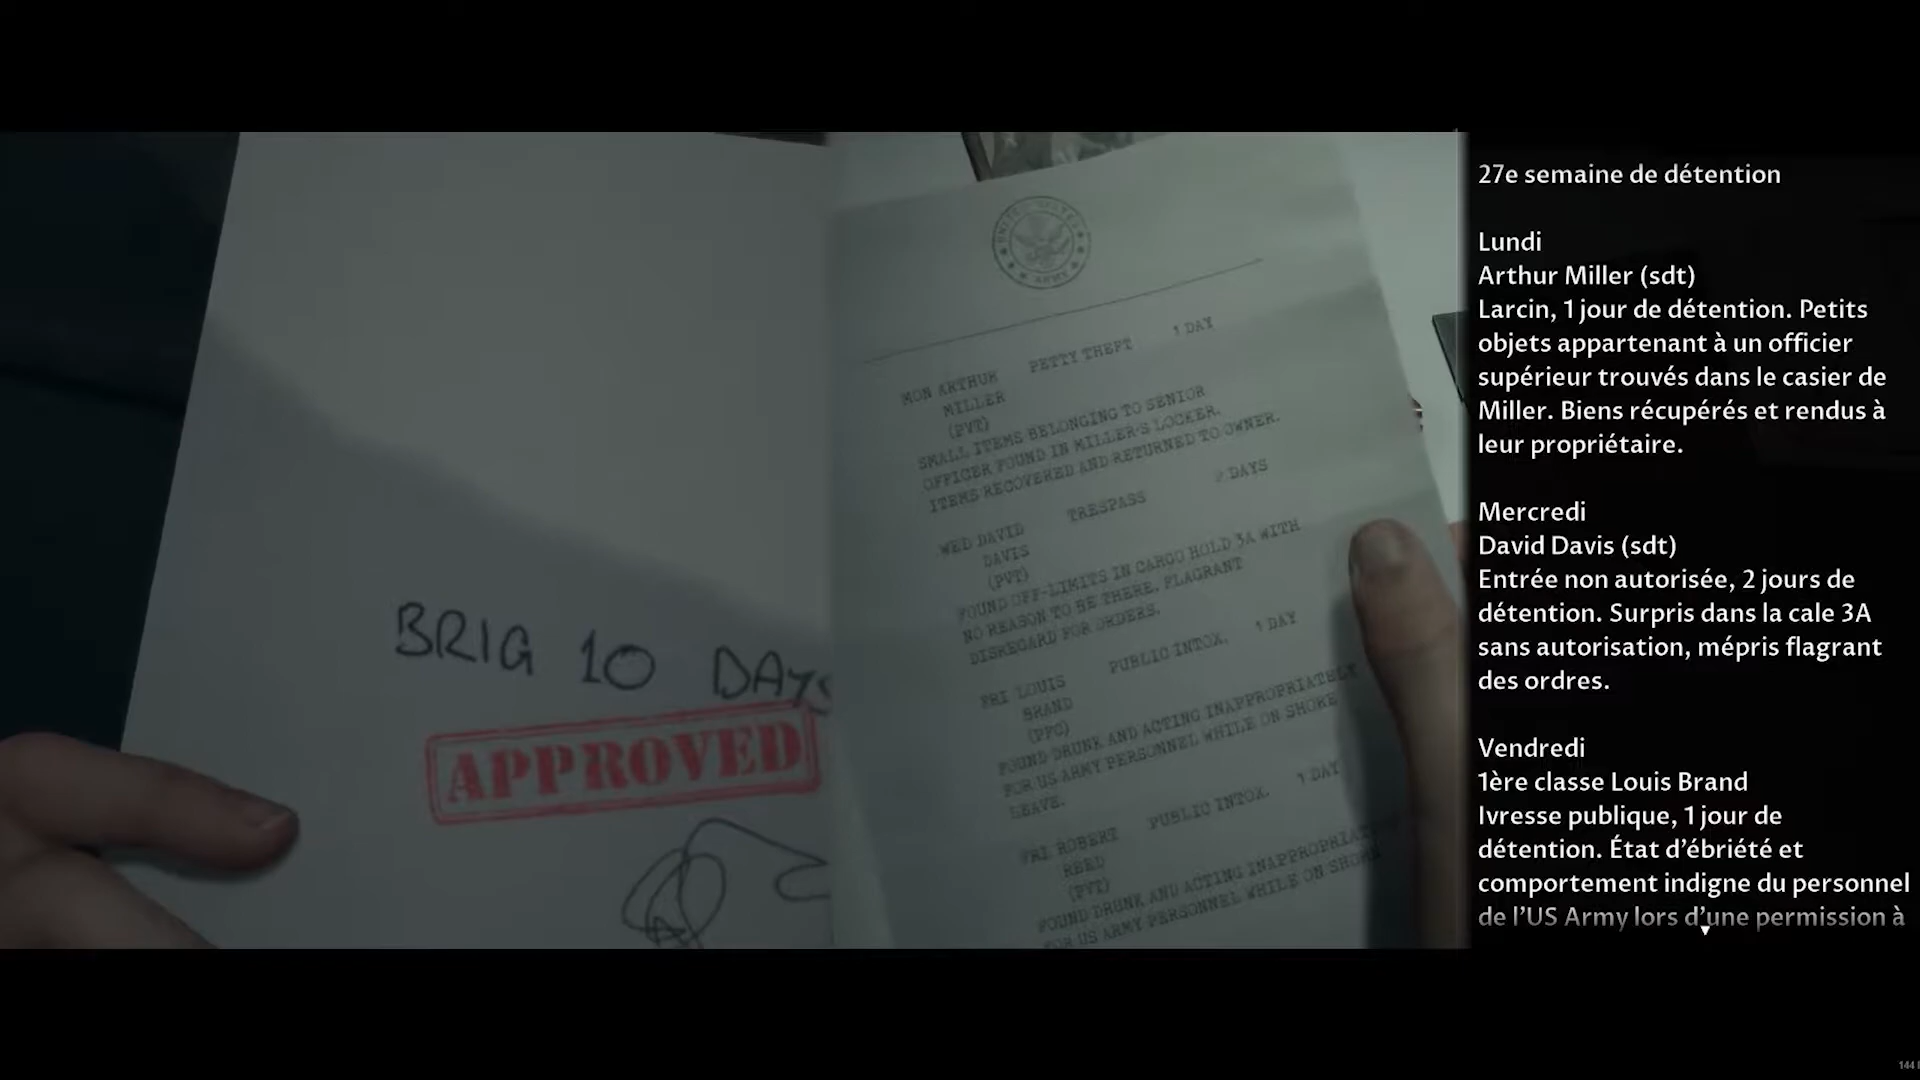 BRIG 10 DAYS
APPROVED
UNITED STATES
ARMY
MON ARTHUR PETTY THEFT 1 DAY
MILLER
(PVT)
SMALL ITEMS BELONGING TO SENIOR
OFFICER FOUND IN MILLER'S LOCKER.
ITEMS RECOVERED AND RETURNED TO OWNER.
WED DAVID TRESPASS 2 DAYS
DAVIS
(PVT)
FOUND OFF-LIMITS IN CARGO HOLD 3A WITH
NO REASON TO BE THERE. FLAGRANT
DISREGARD FOR ORDERS.
FRI LOUIS PUBLIC INTOX. 1 DAY
BRAND
(PFC)
FOUND DRUNK AND ACTING INAPPROPRIATELY
FOR US ARMY PERSONNEL WHILE ON SHORE
LEAVE.
FRI ROBERT PUBLIC INTOX. 1 DAY
REED
(PVT)
FOUND DRUNK AND ACTING
FOR US ARMY PERSONNEL WHILE ON SHORE
27e semaine de détention
Lundi
Arthur Miller (sdt)
Larcin, 1 jour de détention. Petits
objets appartenant à un officier
supérieur trouvés dans le casier de
Miller. Biens récupérés et rendus à
leur propriétaire.
Mercredi
David Davis (sdt)
Entrée non autorisée, 2 jours de
détention. Surpris dans la cale 3A
sans autorisation, mépris flagrant
des ordres.
Vendredi
1ère classe Louis Brand
Ivresse publique, 1 jour de
détention. État d'ébriété et
comportement indigne du personnel
de l'US Army lors d'une permission à
144